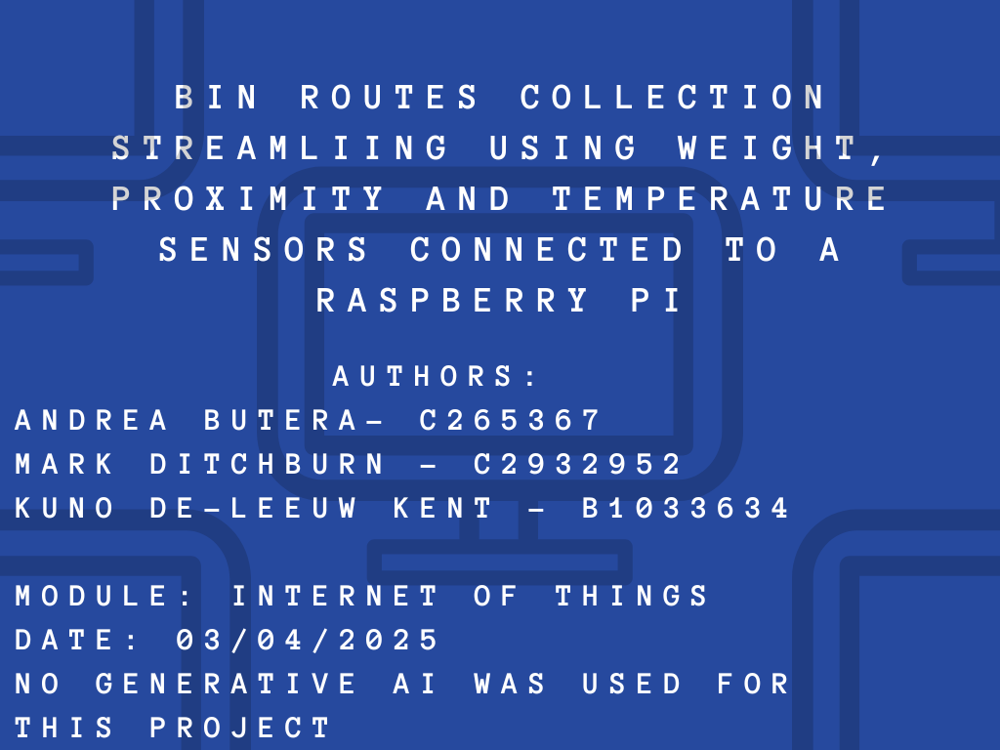 BIN ROUTES COLLECTION
STREAMLIING USING WEIGHT,
PROXIMITY AND TEMPERATURE
SENSORS CONNECTED TO A
RASPBERRY PI
AUTHORS:
ANDREA BUTERA– C265367
MARK DITCHBURN – C2932952
KUNO DE–LEEUW KENT – B1033634
MODULE: INTERNET OF THINGS
DATE: 03/04/2025
NO GENERATIVE AI WAS USED FOR
THIS PROJECT